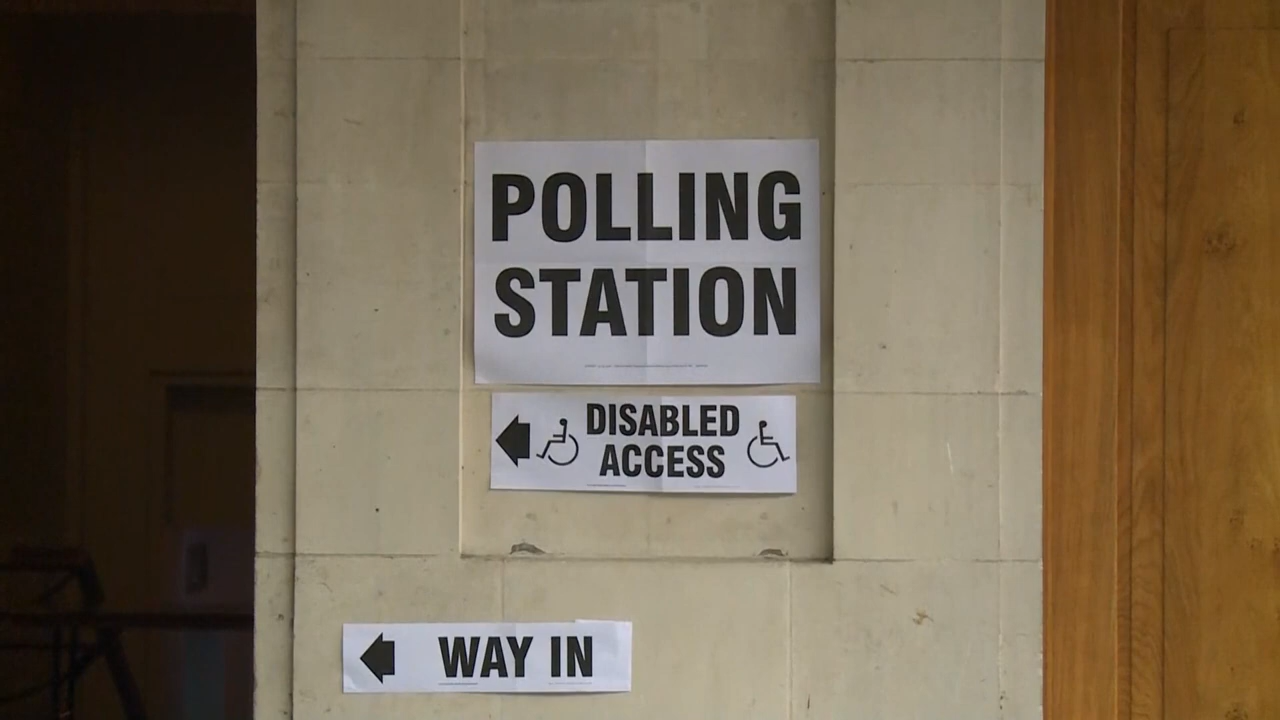 POLLING
STATION
DISABLED
ACCESS
WAY IN